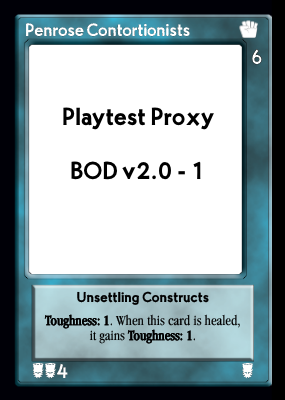 Penrose Contortionists
6
Playtest Proxy
BOD v2.0 - 1
Unsettling Constructs
Toughness: 1. When this card is healed,
it gains Toughness: 1.
4